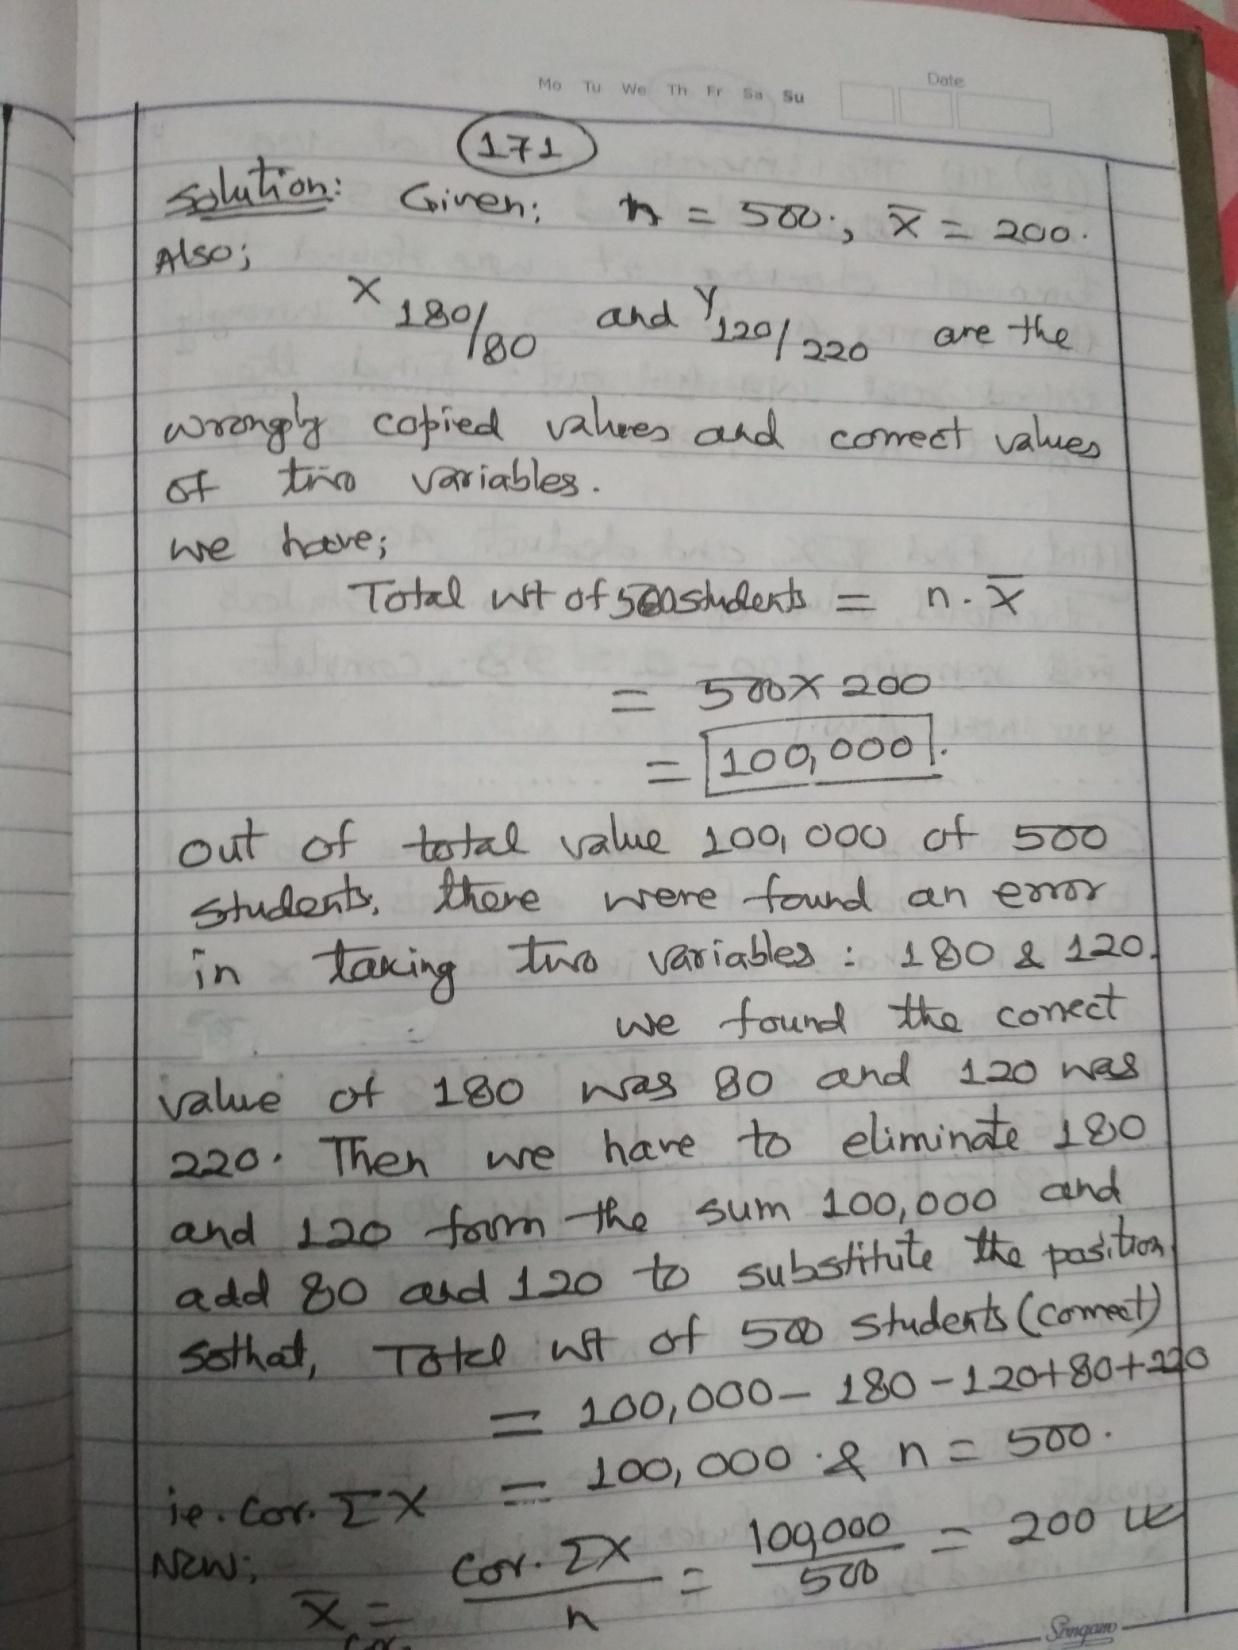 Mo Tu We Th Fr Sa Su Date
171
Solution: Given: n = 500; x̄ = 200.
Also;
X 180/80 and Y 120/220 are the
wrongly copied values and correct values
of two variables.
we have;
Total wt of 500 students = n. x̄
= 500 X 200
= 100,000.
out of total value 100,000 of 500
students, there were found an error
in taking two variables: 180 & 120.
we found the correct
value of 180 was 80 and 120 was
220. Then we have to eliminate 180
and 120 from the sum 100,000 and
add 80 and 120 to substitute the position
sothat, Total wt of 500 students (correct)
= 100,000 - 180 - 120 + 80 + 220
ie. Cor. ΣX = 100,000 & n = 500.
Now; x̄ cor. = cor. ΣX / n = 100,000 / 500 = 200
Shingaro